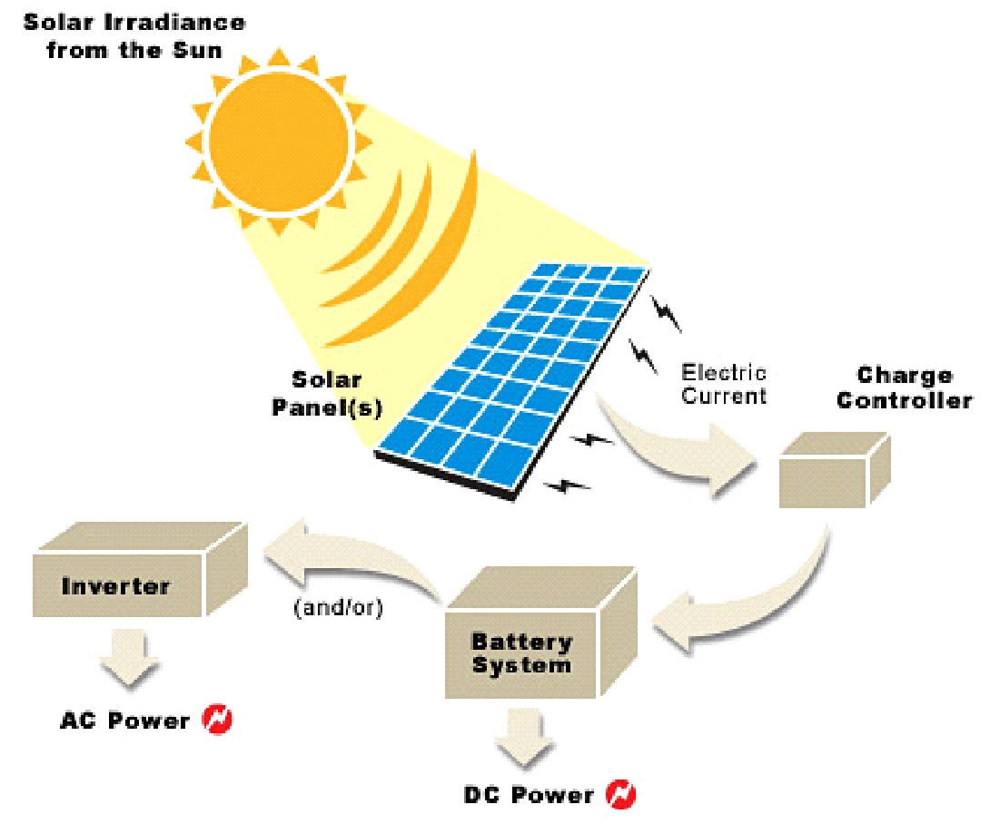 Solar Irradiance
from the Sun
Solar
Panel(s)
Electric
Current
Charge
Controller
Inverter
(and/or)
Battery
System
AC Power
DC Power